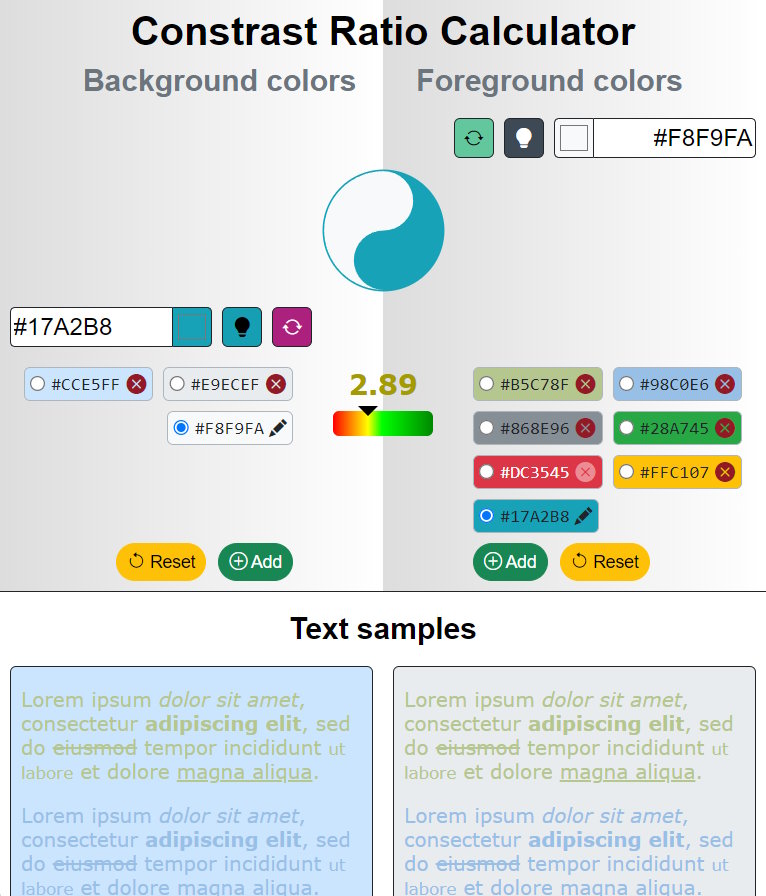 Constrast Ratio Calculator
Background colors
Foreground colors
#F8F9FA
#17A2B8
#CCE5FF
#E9ECEF
#F8F9FA
2.89
#B5C78F
#98C0E6
#868E96
#28A745
#DC3545
#FFC107
#17A2B8
Reset
Add
Add
Reset
Text samples
Lorem ipsum dolor sit amet,
consectetur adipiscing elit, sed
do eiusmod tempor incididunt ut
labore et dolore magna aliqua.
Lorem ipsum dolor sit amet,
consectetur adipiscing elit, sed
do eiusmod tempor incididunt ut
labore et dolore magna aliqua.
Lorem ipsum dolor sit amet,
consectetur adipiscing elit, sed
do eiusmod tempor incididunt ut
labore et dolore magna aliqua.
Lorem ipsum dolor sit amet,
consectetur adipiscing elit, sed
do eiusmod tempor incididunt ut
labore et dolore magna aliqua.